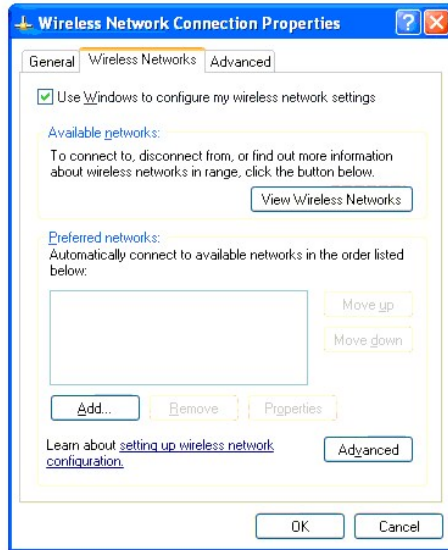 Wireless Network Connection Properties
General Wireless Networks Advanced
Use Windows to configure my wireless network settings
Available networks:
To connect to, disconnect from, or find out more information
about wireless networks in range, click the button below.
View Wireless Networks
Preferred networks:
Automatically connect to available networks in the order listed
below:
Move up
Move down
Add... Remove Properties
Learn about setting up wireless network
configuration.
Advanced
OK Cancel